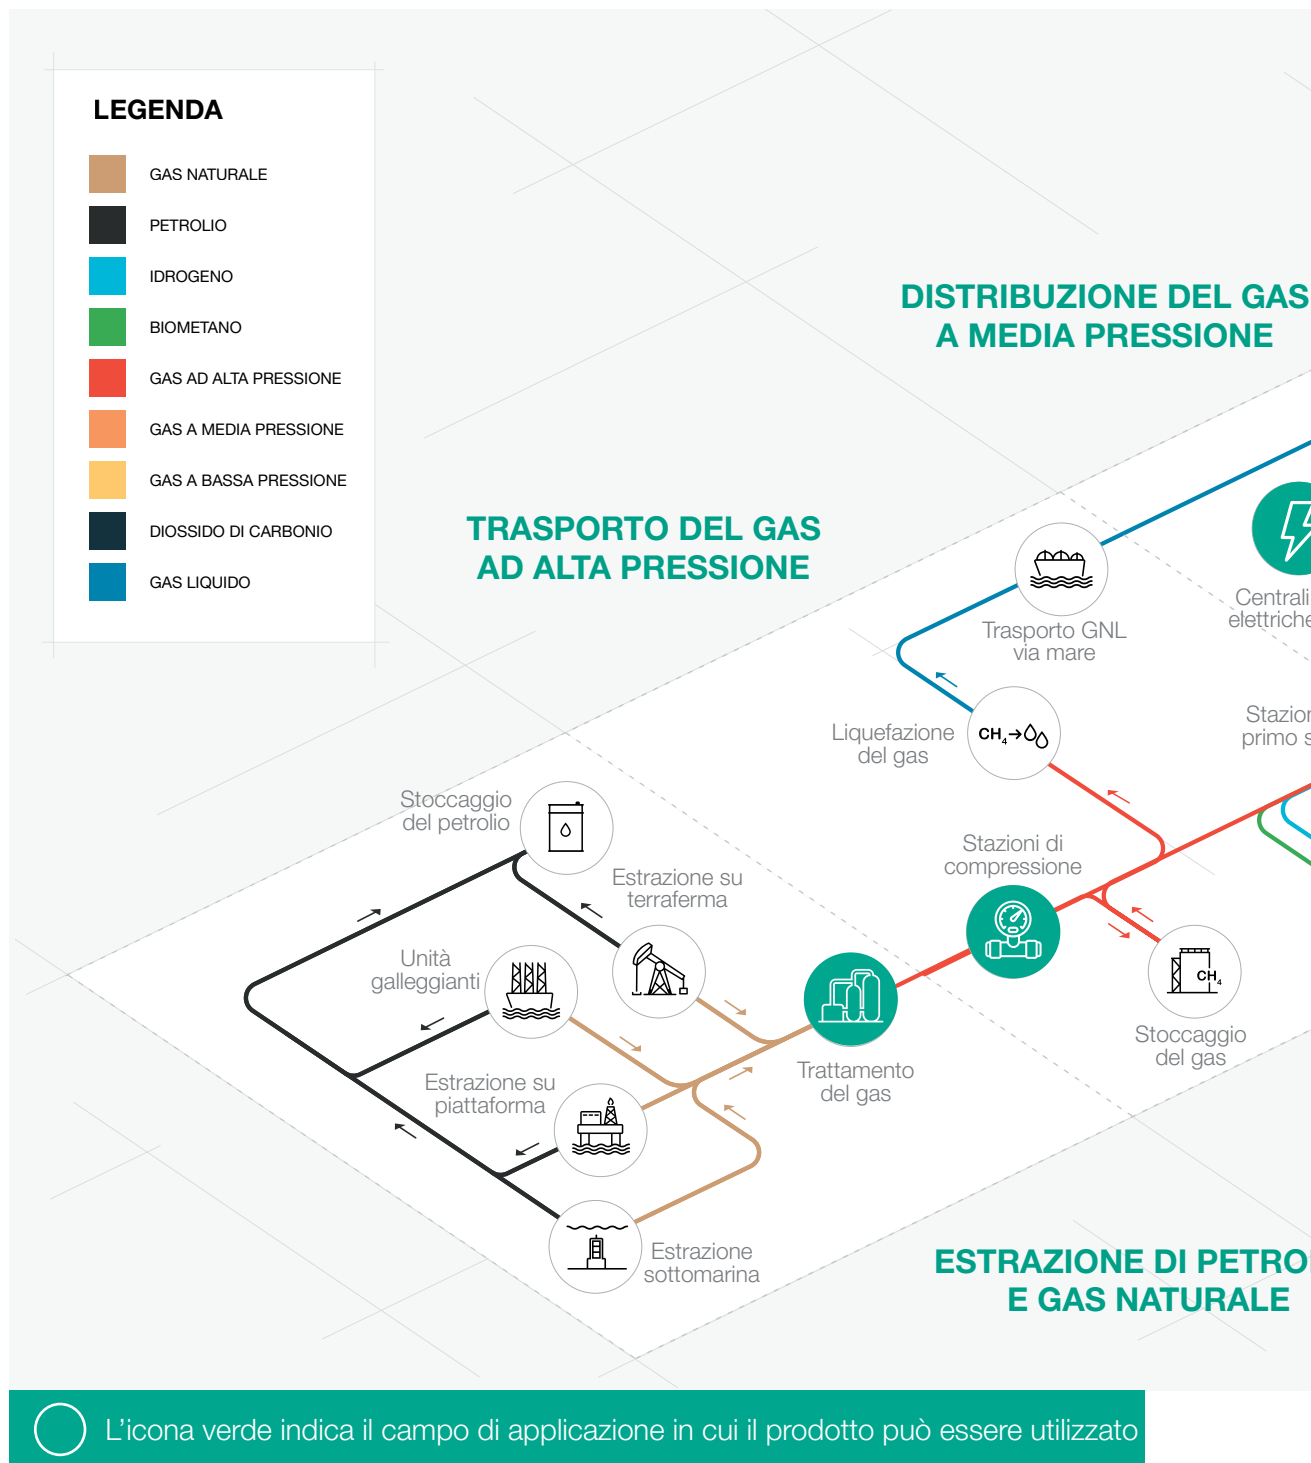 LEGENDA
GAS NATURALE
PETROLIO
IDROGENO
BIOMETANO
GAS AD ALTA PRESSIONE
GAS A MEDIA PRESSIONE
GAS A BASSA PRESSIONE
DIOSSIDO DI CARBONIO
GAS LIQUIDO
DISTRIBUZIONE DEL GAS
A MEDIA PRESSIONE
TRASPORTO DEL GAS
AD ALTA PRESSIONE
Centrali
elettriche
Trasporto GNL
via mare
Liquefazione
del gas
CH₄→
primo
Stoccaggio
del petrolio
Stazioni di
compressione
Estrazione su
terraferma
Unità
galleggianti
CH₄
Stoccaggio
del gas
Trattamento
del gas
Estrazione su
piattaforma
Estrazione
sottomarina
ESTRAZIONE DI
E GAS NATURALE
L'icona verde indica il campo di applicazione in cui il prodotto può essere utilizzato